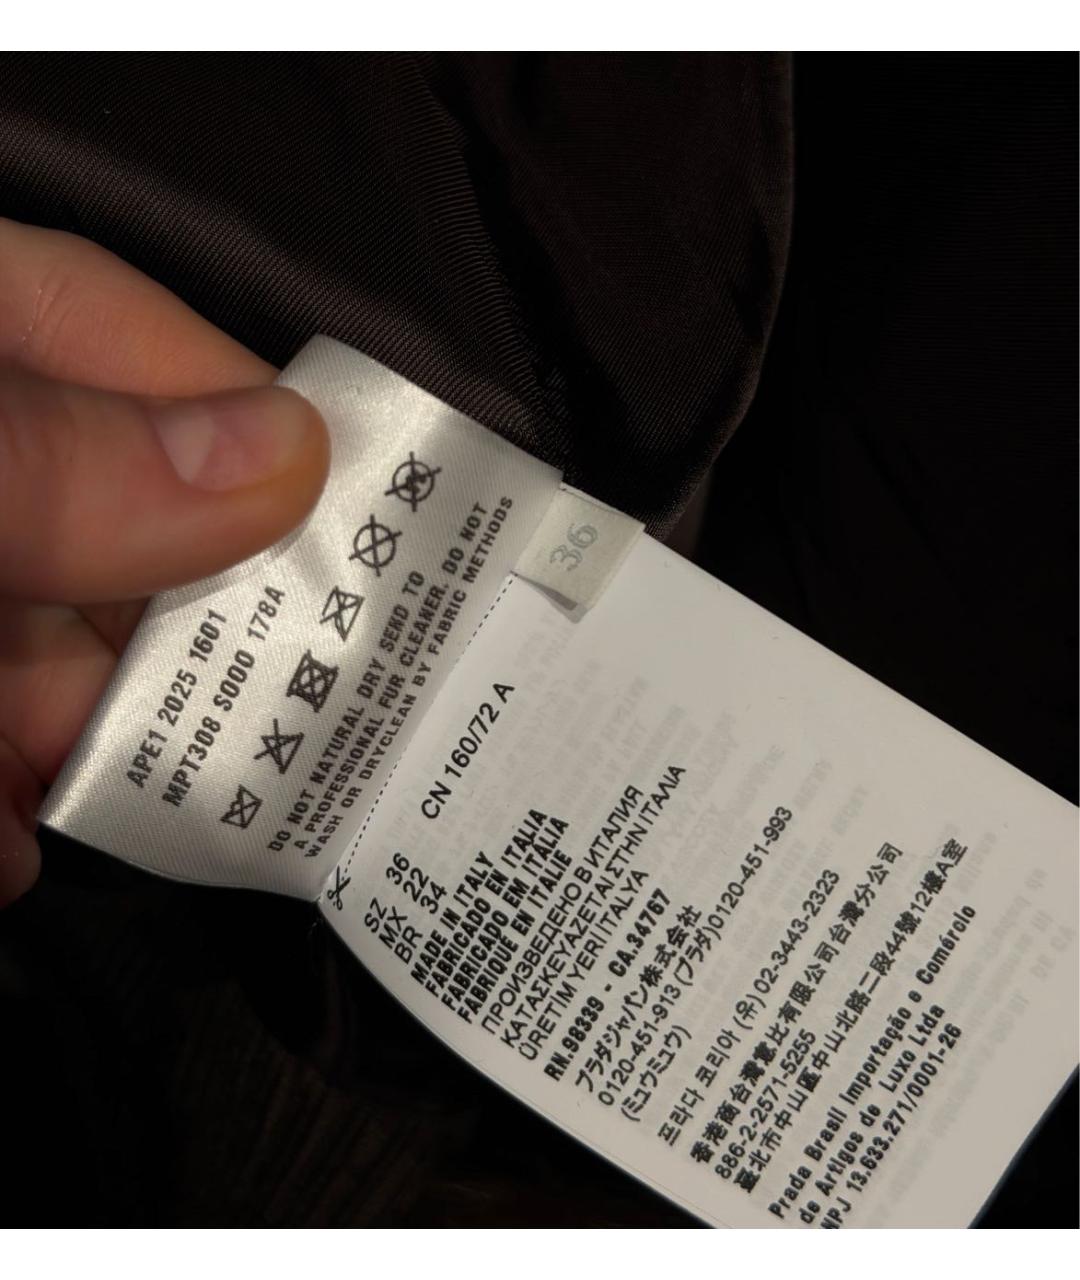 APE1 2025 1601
MPT308 S000 178A
DO NOT NATURAL DRY SEND TO
A PROFESSIONAL FUR CLEANER. DO NOT
WASH OR DRYCLEAN BY FABRIC METHODS
36
CN 160/72 A
SZ 36
MX 22
BR 34
MADE IN ITALY
FABRICADO EN ITALIA
FABRICADO EM ITÁLIA
FABRIQUE EN ITALIE
ПРОИЗВЕДЕНО В ИТАЛИЯ
ΚΑΤΑΣΚΕΥΑΖΕΤΑΙ ΣΤΗΝ ΙΤΑΛΙΑ
ÜRETİM YERİ İTALYA
RN.98339 - CA.34767
プラダジャパン株式会社
0120-451-913 (プラダ)0120-451-993
(ミュウミュウ)
프라다 코리아 (유) 02-3443-2323
香港商台灣慧比有限公司台灣分公司
886-2-2571-5255
臺北市中山區中山北路二段44號12樓A室
Prada Brasil Importação e Comércio
de Artigos de Luxo Ltda
NPJ 13.633.271/0001-26